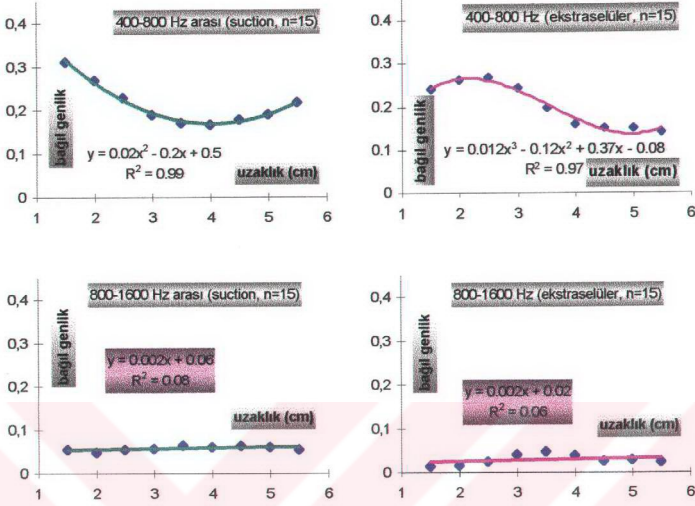 400-800 Hz arası (suction, n=15)
0,4
0,3
0,2
0,1
0
bağıl genlik
y = 0.02x² - 0.2x + 0.5
R² = 0.99
uzaklık (cm)
1 2 3 4 5 6
400-800 Hz (ekstraselüler, n=15)
0.4
0.3
0.2
0.1
0
bağıl genlik
y = 0.012x³ - 0.12x² + 0.37x - 0.08
R² = 0.97
uzaklık (cm)
1 2 3 4 5 6
800-1600 Hz arası (suction, n=15)
0,4
0,3
0,2
0,1
0
bağıl genlik
y = 0.002x + 0.06
R² = 0.08
uzaklık (cm)
1 2 3 4 5 6
800-1600 Hz (ekstraselüler, n=15)
0,4
0,3
0,2
0,1
0
bağıl genlik
y = 0.002x + 0.02
R² = 0.06
uzaklık (cm)
1 2 3 4 5 6